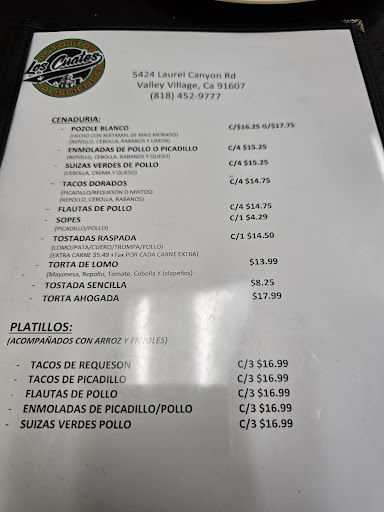 Los Cuates
5424 Laurel Canyon Rd
Valley Village, Ca 91607
(818) 452-9777
CENADURIA:
- POZOLE BLANCO C/$16.25 G/$17.75
(HECHO CON NIXTAMAL DE MAIZ MORADO)
(REPOLLO, CEBOLLA, RABANOS Y LIMON)
- ENMOLADAS DE POLLO O PICADILLO C/4 $15.25
(REPOLLO, CEBOLLA, RABANOS Y QUESO)
- SUIZAS VERDES DE POLLO C/4 $15.25
(CEBOLLA, CREMA Y QUESO)
- TACOS DORADOS C/4 $14.75
(PICADILLO/REQUESON O MIXTOS)
(REPOLLO, CEBOLLA, RABANOS)
- FLAUTAS DE POLLO C/4 $14.75
- SOPES C/1 $4.29
(PICADILLO/POLLO)
- TOSTADAS RASPADA C/1 $14.50
(LOMO/PATA/CUERO/TROMPA/POLLO)
(EXTRA CARNE $5.49 +Tax POR CADA CARNE EXTRA)
- TORTA DE LOMO $13.99
(Mayonesa, Repollo, Tomate, Cebolla Y Jalapeños)
- TOSTADA SENCILLA $8.25
- TORTA AHOGADA $17.99
PLATILLOS:
(ACOMPAÑADOS CON ARROZ Y FRIJOLES)
- TACOS DE REQUESON C/3 $16.99
- TACOS DE PICADILLO C/3 $16.99
- FLAUTAS DE POLLO C/3 $16.99
- ENMOLADAS DE PICADILLO/POLLO C/3 $16.99
- SUIZAS VERDES POLLO C/3 $16.99